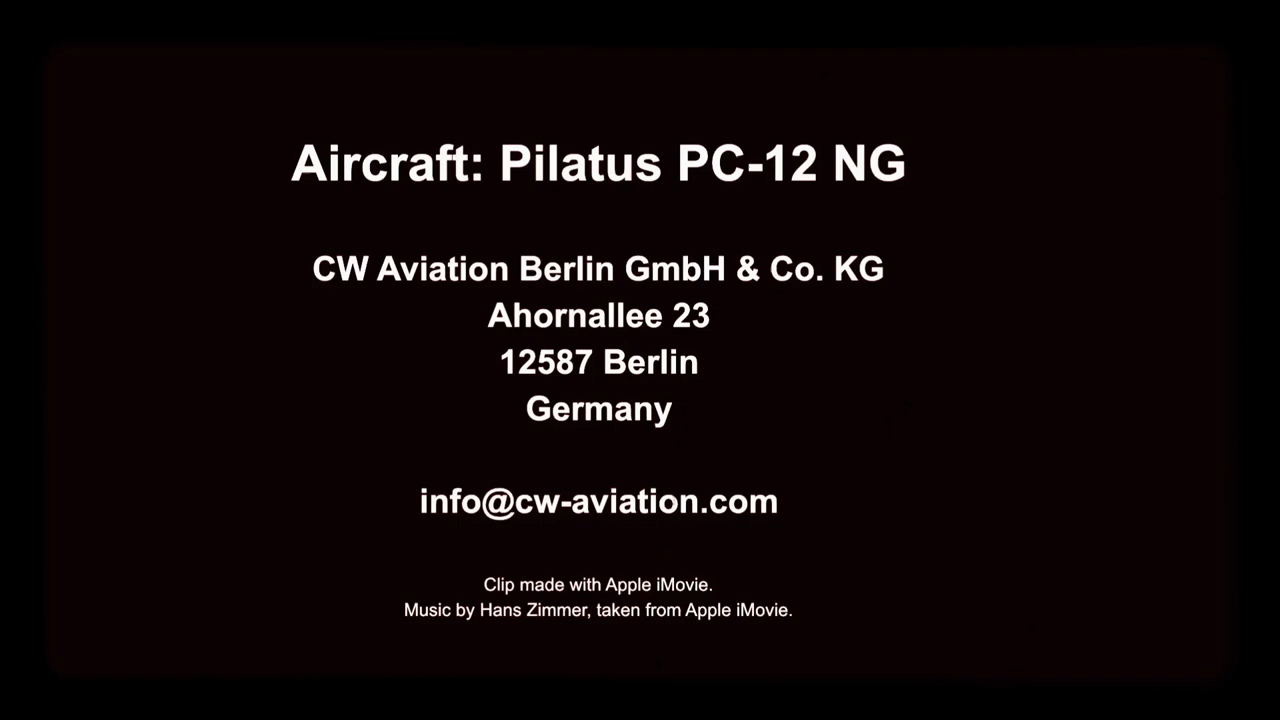 Aircraft: Pilatus PC-12 NG
CW Aviation Berlin GmbH & Co. KG
Ahornallee 23
12587 Berlin
Germany
info@cw-aviation.com
Clip made with Apple iMovie.
Music by Hans Zimmer, taken from Apple iMovie.